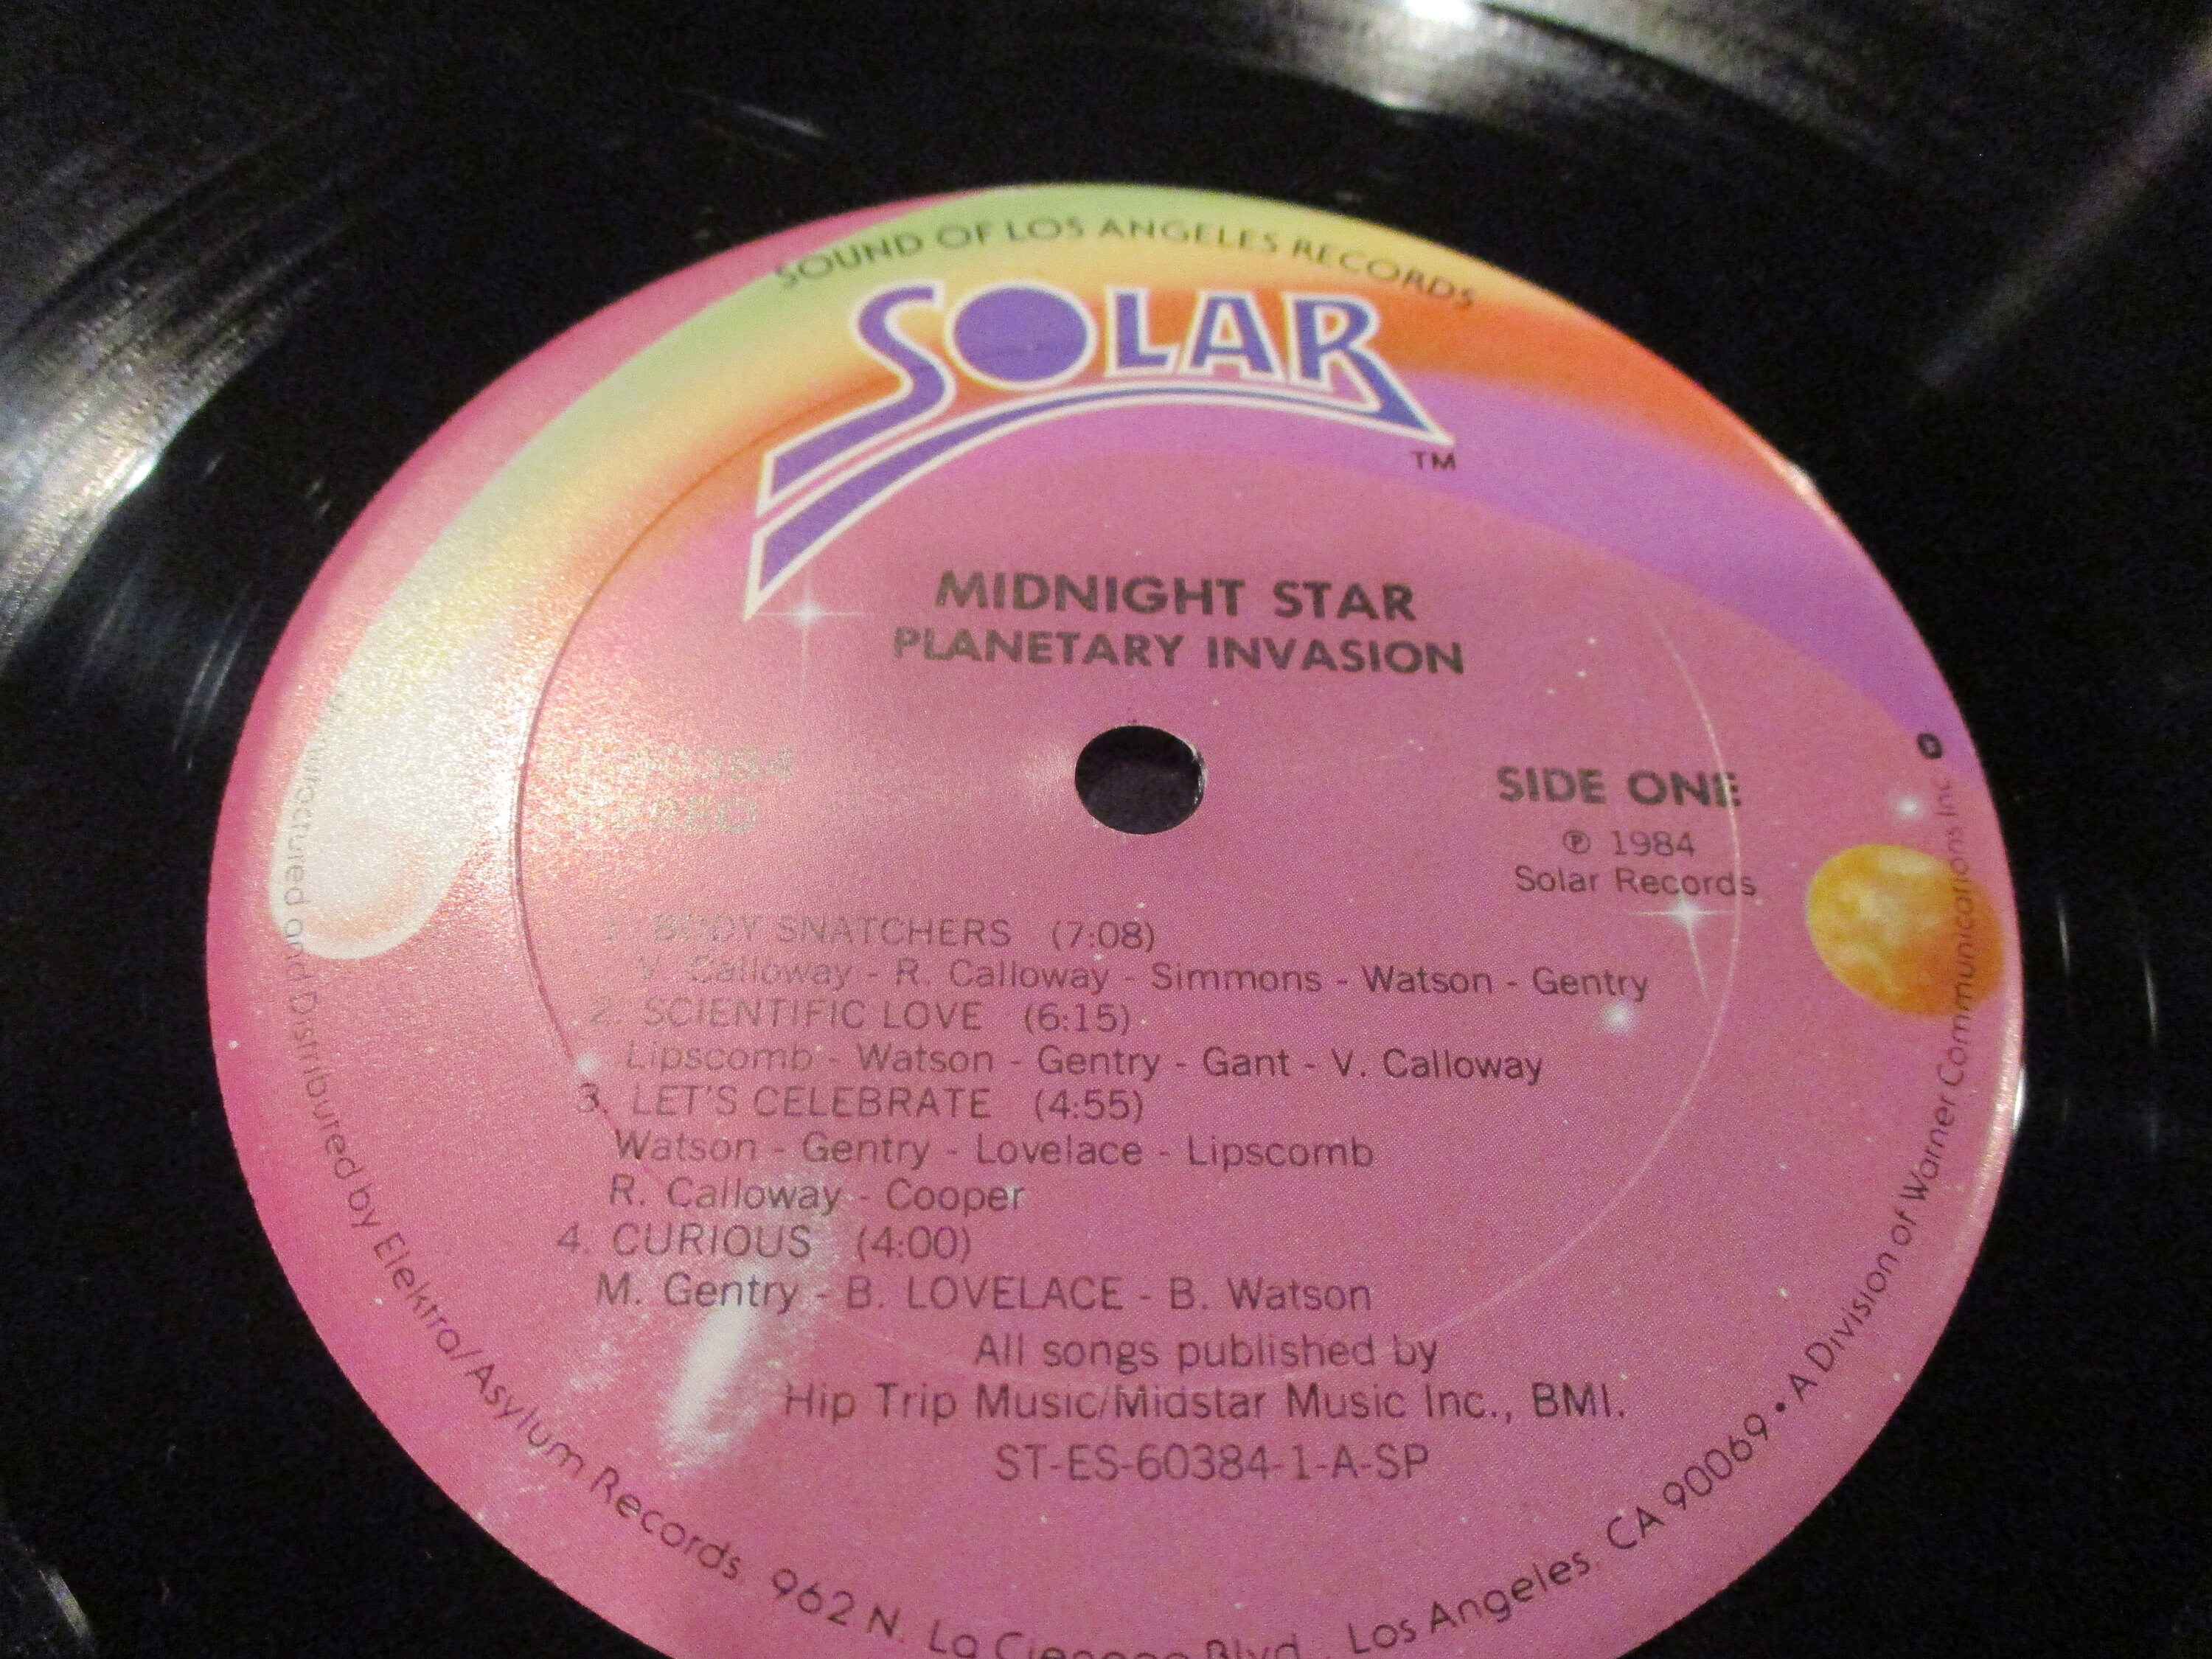 SOUND OF LOS ANGELES RECORDS
SOLAR
TM
MIDNIGHT STAR
PLANETARY INVASION
60384
SIDE ONE
℗ 1984
Solar Records
1. BODY SNATCHERS (7:08)
V. Calloway - R. Calloway - Simmons - Watson - Gentry
2. SCIENTIFIC LOVE (6:15)
Lipscomb - Watson - Gentry - Gant - V. Calloway
3. LET'S CELEBRATE (4:55)
Watson - Gentry - Lovelace - Lipscomb
R. Calloway - Cooper
4. CURIOUS (4:00)
M. Gentry - B. LOVELACE - B. Watson
All songs published by
Hip Trip Music/Midstar Music Inc., BMI.
ST-ES-60384-1-A-SP
and Distributed by Elektra/Asylum Records, 962 N. La Blvd., Los Angeles, CA 90069 • A Division of Warner Communications Inc. O